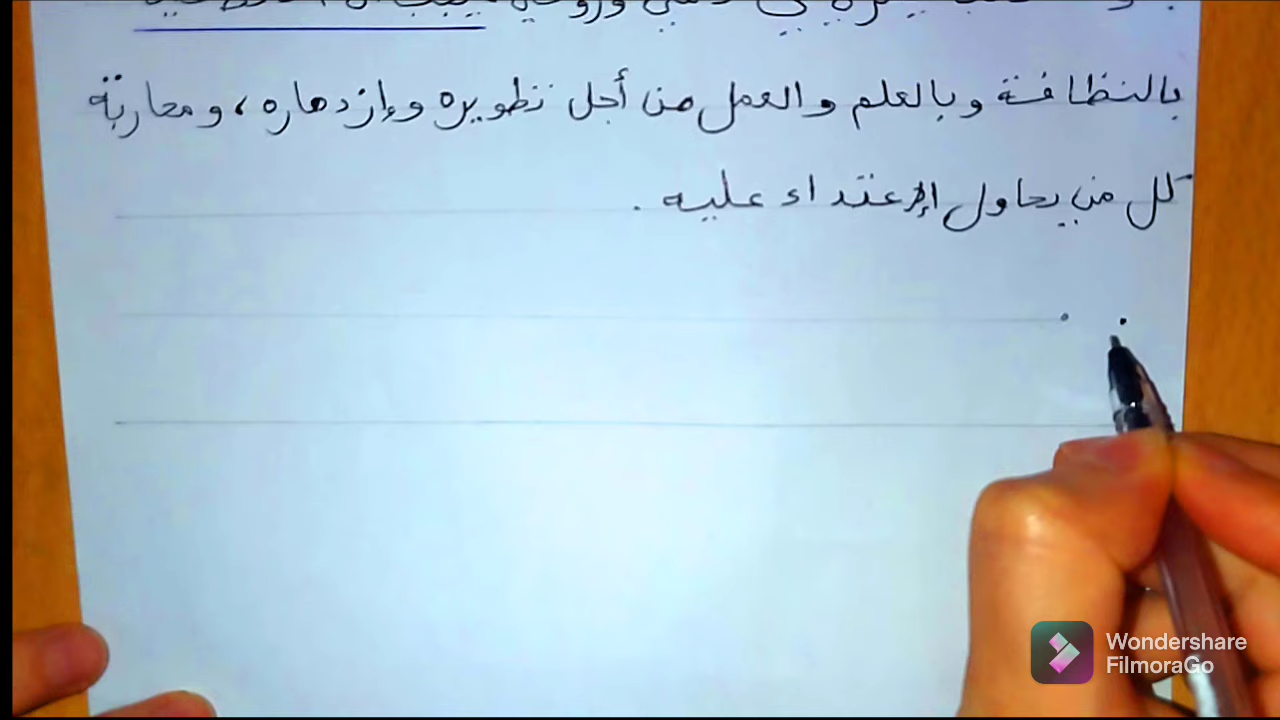 بالنظافة وبالعلم والعمل من أجل تطويره وإزدهاره، ومحاربة
كل من يحاول الإعتداء عليه.
Wondershare
FilmoraGo